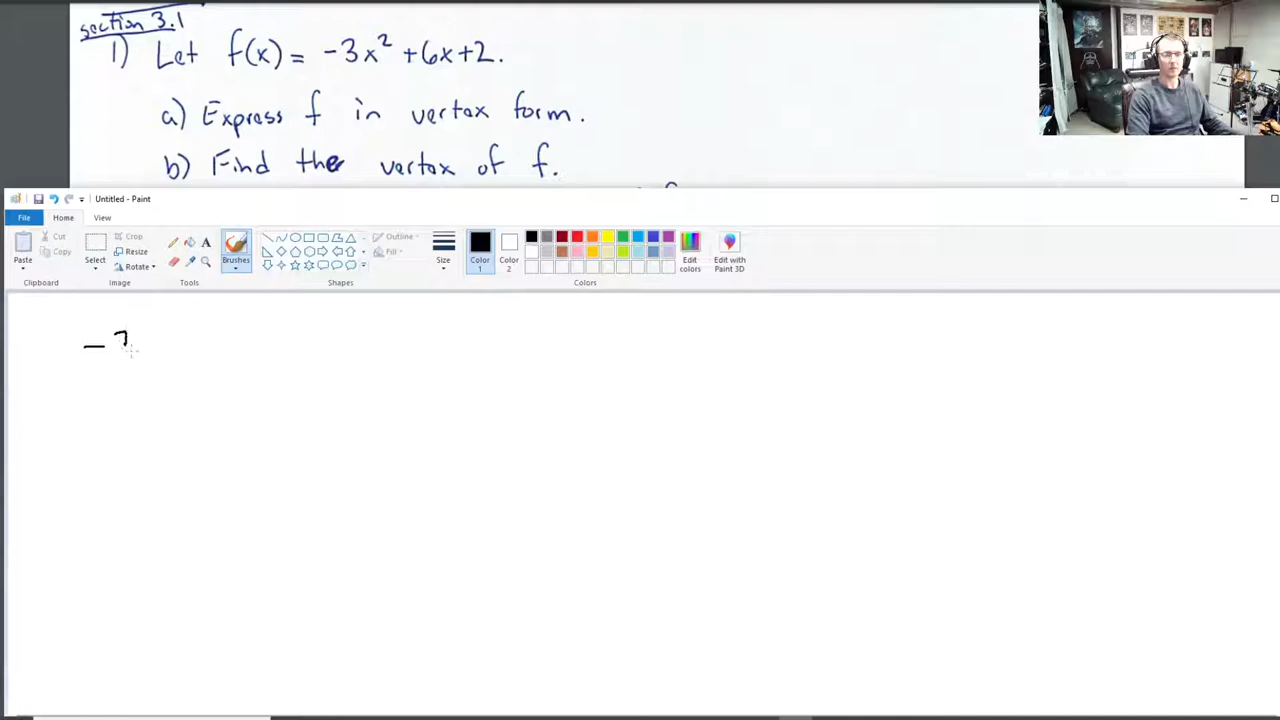 section 3.1
1) Let f(x) = -3x² +6x+2.
a) Express f in vertex form.
b) Find the vertex of f.
Untitled - Paint
File Home View
Paste
Cut
Copy
Clipboard
Select
Crop
Resize
Rotate
Image
A
Tools
Brushes
Outline
Fill
Shapes
Size
Color 1
Color 2
Edit colors
Edit with Paint 3D
Colors